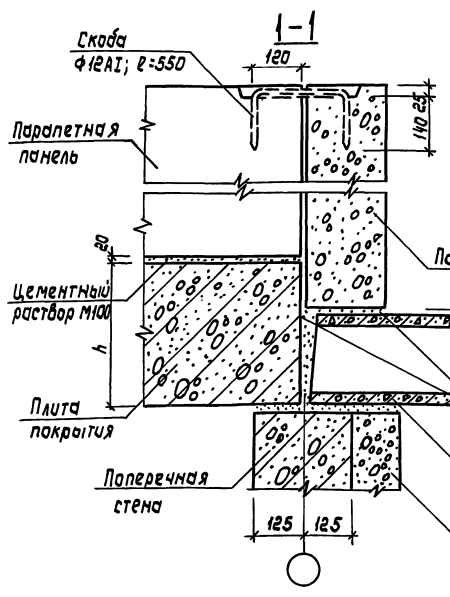 1-1
Скоба
Ф12АI; ℓ=550
120
25
140
Парапетная
панель
Па
20
Цементный
раствор М100
h
Плита
покрытия
Поперечная
стена
125
125